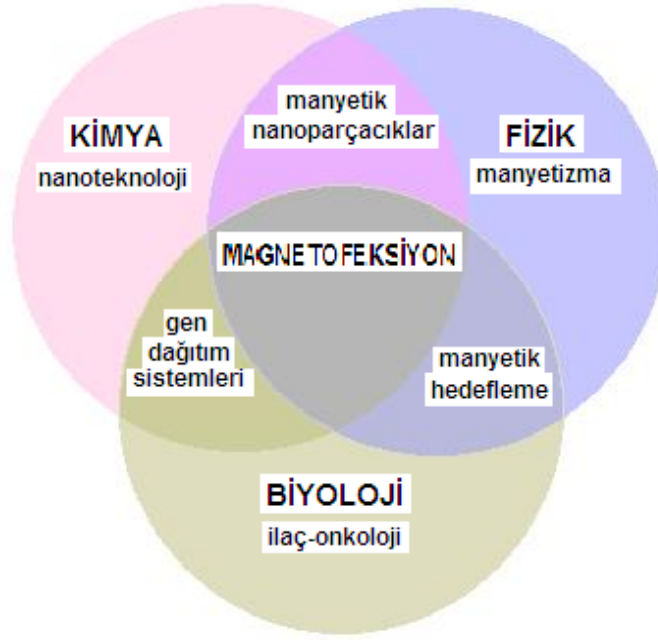 manyetik
nanoparçacıklar
KİMYA
nanoteknoloji
FİZİK
manyetizma
MAGNETOFEKSİYON
gen
dağıtım
sistemleri
manyetik
hedefleme
BİYOLOJİ
ilaç-onkoloji